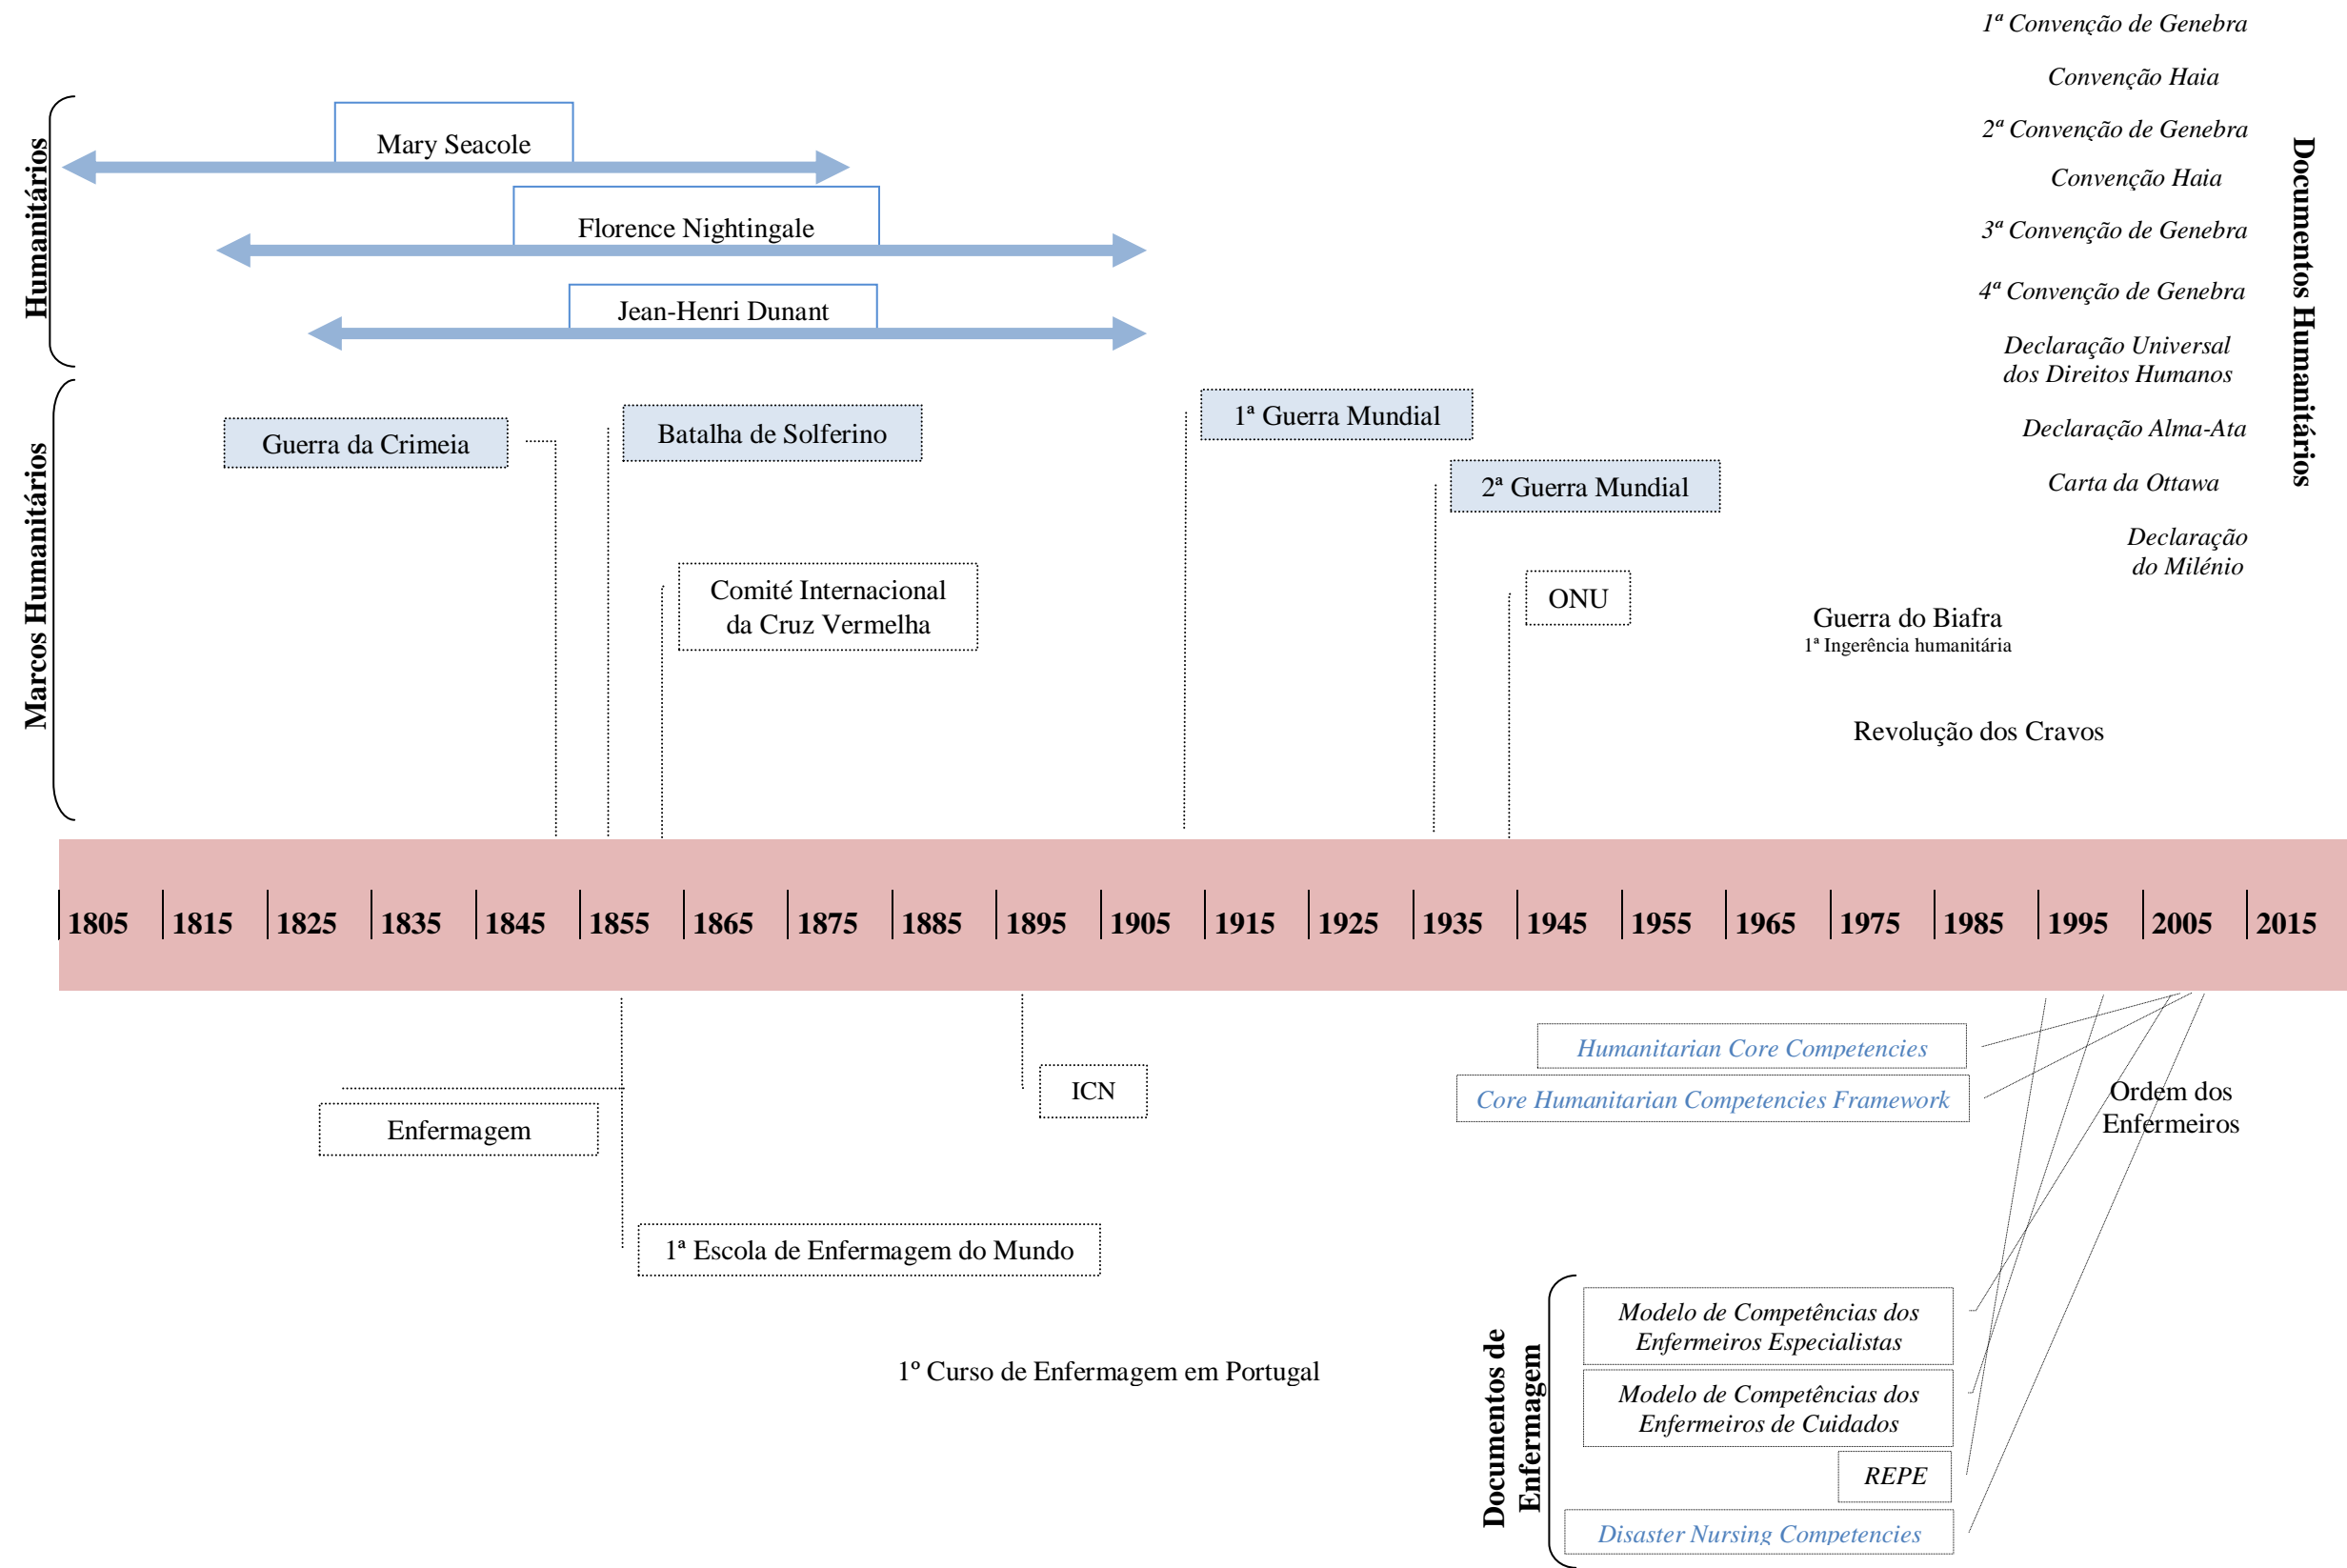 1ª Convenção de Genebra
Convenção Haia
2ª Convenção de Genebra
Convenção Haia
3ª Convenção de Genebra
4ª Convenção de Genebra
Declaração Universal
dos Direitos Humanos
Declaração Alma-Ata
Carta da Ottawa
Declaração
do Milénio
Documentos Humanitários
Humanitários
Mary Seacole
Florence Nightingale
Jean-Henri Dunant
Marcos Humanitários
Guerra da Crimeia
Batalha de Solferino
1ª Guerra Mundial
2ª Guerra Mundial
Comité Internacional
da Cruz Vermelha
ONU
Guerra do Biafra
1ª Ingerência humanitária
Revolução dos Cravos
1805 1815 1825 1835 1845 1855 1865 1875 1885 1895 1905 1915 1925 1935 1945 1955 1965 1975 1985 1995 2005 2015
Humanitarian Core Competencies
Core Humanitarian Competencies Framework
Ordem dos
Enfermeiros
ICN
Enfermagem
1ª Escola de Enfermagem do Mundo
1º Curso de Enfermagem em Portugal
Documentos de
Enfermagem
Modelo de Competências dos
Enfermeiros Especialistas
Modelo de Competências dos
Enfermeiros de Cuidados
REPE
Disaster Nursing Competencies